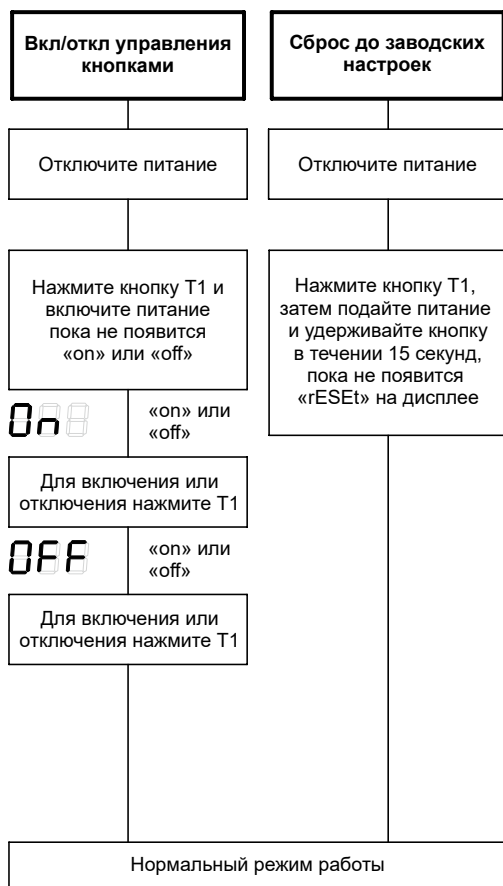 Вкл/откл управления
кнопками
Отключите питание
Нажмите кнопку T1 и
включите питание
пока не появится
«on» или «off»
On
«on» или
«off»
Для включения или
отключения нажмите T1
OFF
«on» или
«off»
Для включения или
отключения нажмите T1
Сброс до заводских
настроек
Отключите питание
Нажмите кнопку T1,
затем подайте питание
и удерживайте кнопку
в течении 15 секунд,
пока не появится
«rESEt» на дисплее
Нормальный режим работы